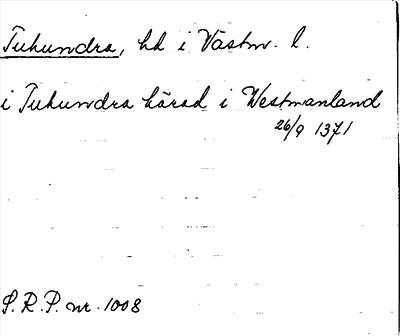 Tuhundra, hd i Västm. l.
i Tuhundra härad i Westmanland
26/9 1371
S.R.P. nr. 1008